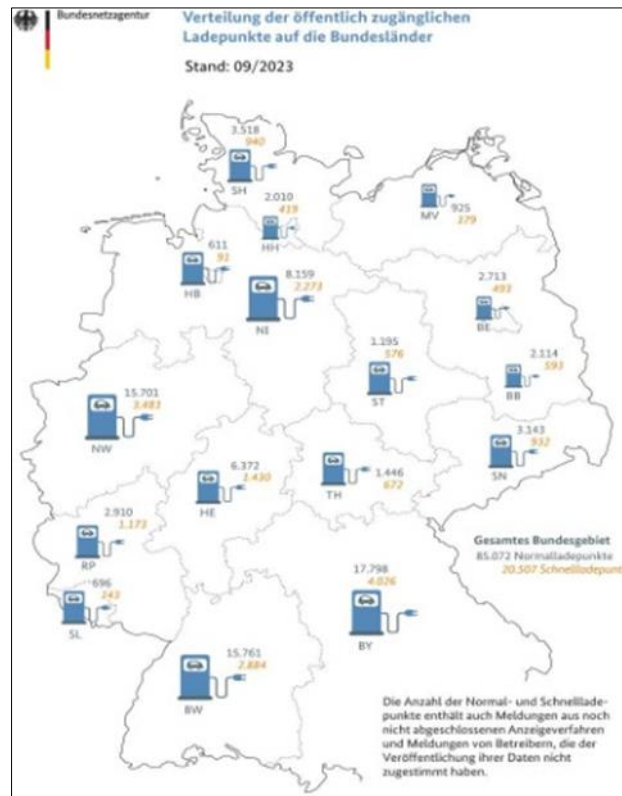 Bundesnetzagentur
Verteilung der öffentlich zugänglichen
Ladepunkte auf die Bundesländer
Stand: 09/2023
3.518
940
SH
2.010
419
HH
MV
925
611
91
HB
8.159
2.273
NI
2.713
493
BE
1.195
576
ST
2.114
593
BB
15.701
3.483
NW
3.143
932
SN
6.372
1.430
HE
TH
1.446
672
2.910
1.173
RP
Gesamtes Bundesgebiet
85.072 Normalladepunkte
20.507 Schnellladepunkt
696
SL
17.798
4.026
BY
15.761
2.884
BW
Die Anzahl der Normal- und Schnelllade-
punkte enthält auch Meldungen aus noch
nicht abgeschlossenen Anzeigeverfahren
und Meldungen von Betreibern, die der
Veröffentlichung ihrer Daten nicht
zugestimmt haben.